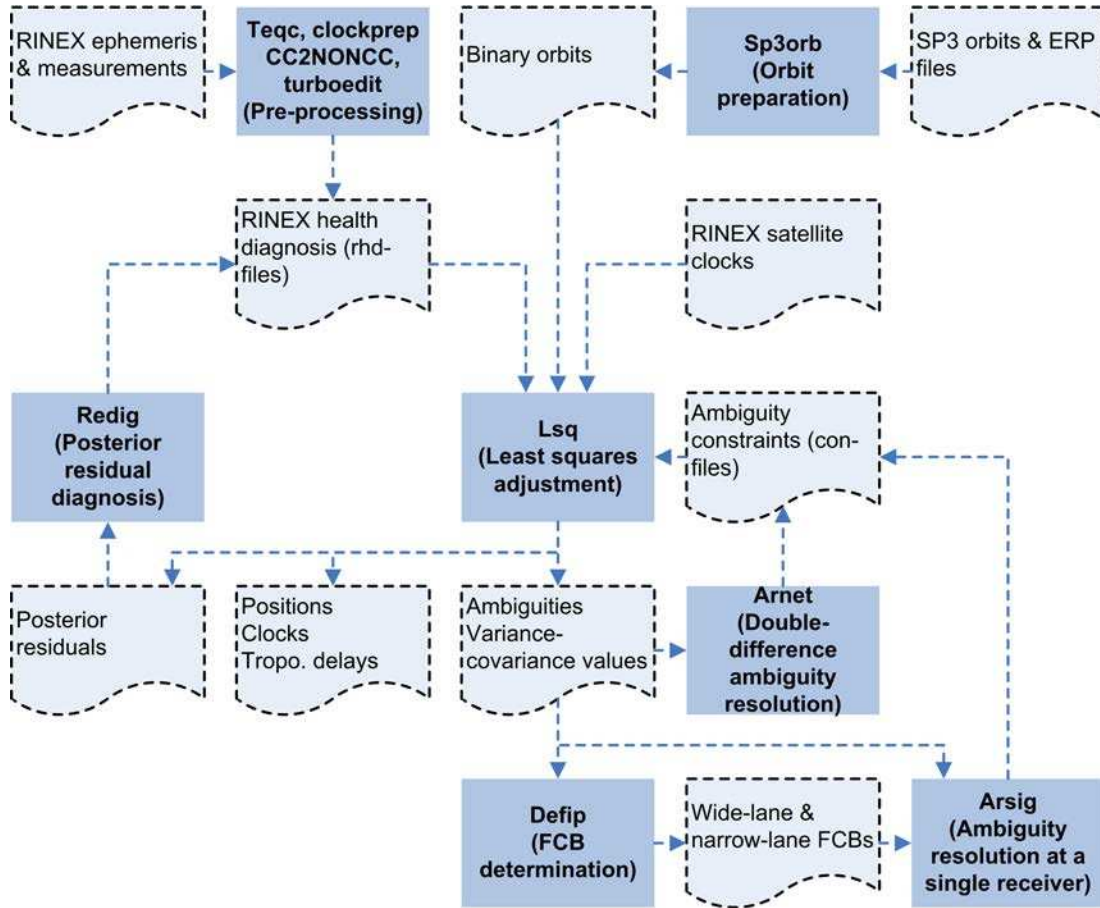 RINEX ephemeris
& measurements
Teqc, clockprep
CC2NONCC,
turboedit
(Pre-processing)
Binary orbits
Sp3orb
(Orbit
preparation)
SP3 orbits & ERP
files
RINEX health
diagnosis (rhd-
files)
RINEX satellite
clocks
Redig
(Posterior
residual
diagnosis)
Lsq
(Least squares
adjustment)
Ambiguity
constraints (con-
files)
Posterior
residuals
Positions
Clocks
Tropo. delays
Ambiguities
Variance-
covariance values
Arnet
(Double-
difference
ambiguity
resolution)
Defip
(FCB
determination)
Wide-lane &
narrow-lane FCBs
Arsig
(Ambiguity
resolution at a
single receiver)